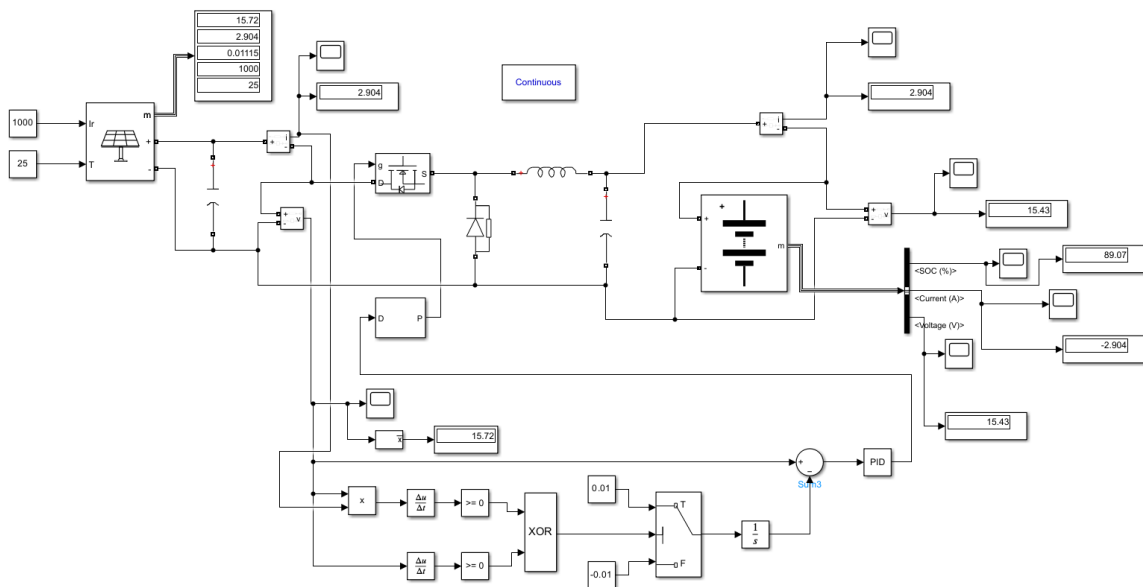 15.72
2.904
0.01115
1000
25
1000
25
Ir
T
m
+
-
+
i
-
2.904
Continuous
+
i
-
2.904
g
D
S
+
-
v
+
-
m
+
-
v
15.43
<SOC (%)>
89.07
<Current (A)>
<Voltage (V)>
-2.904
D
P
15.43
x
15.72
+
-
Sum3
PID
x
Δu
Δt
>= 0
XOR
0.01
T
F
-0.01
1
s
Δu
Δt
>= 0